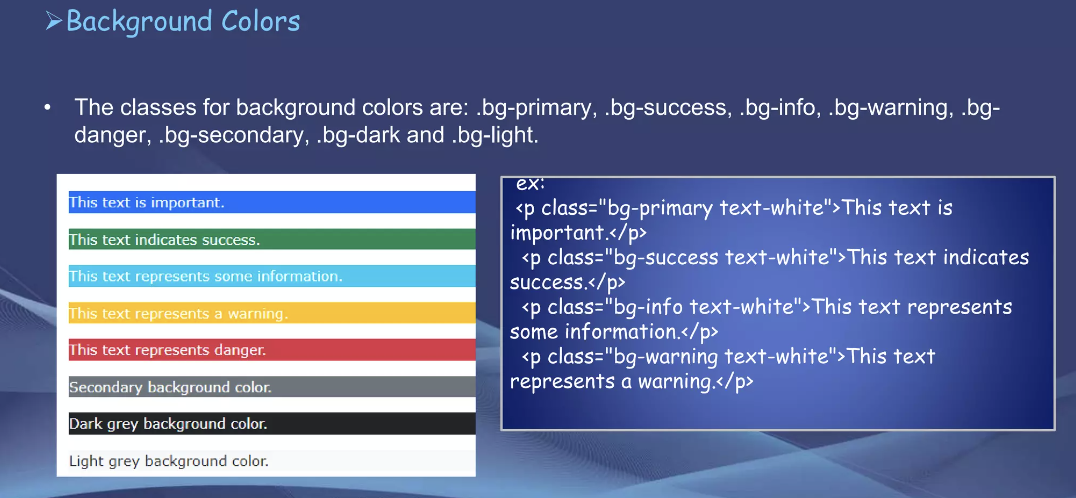 ➢Background Colors
• The classes for background colors are: .bg-primary, .bg-success, .bg-info, .bg-warning, .bg-
danger, .bg-secondary, .bg-dark and .bg-light.
This text is important.
This text indicates success.
This text represents some information.
This text represents a warning.
This text represents danger.
Secondary background color.
Dark grey background color.
Light grey background color.
ex:
<p class="bg-primary text-white">This text is
important.</p>
<p class="bg-success text-white">This text indicates
success.</p>
<p class="bg-info text-white">This text represents
some information.</p>
<p class="bg-warning text-white">This text
represents a warning.</p>